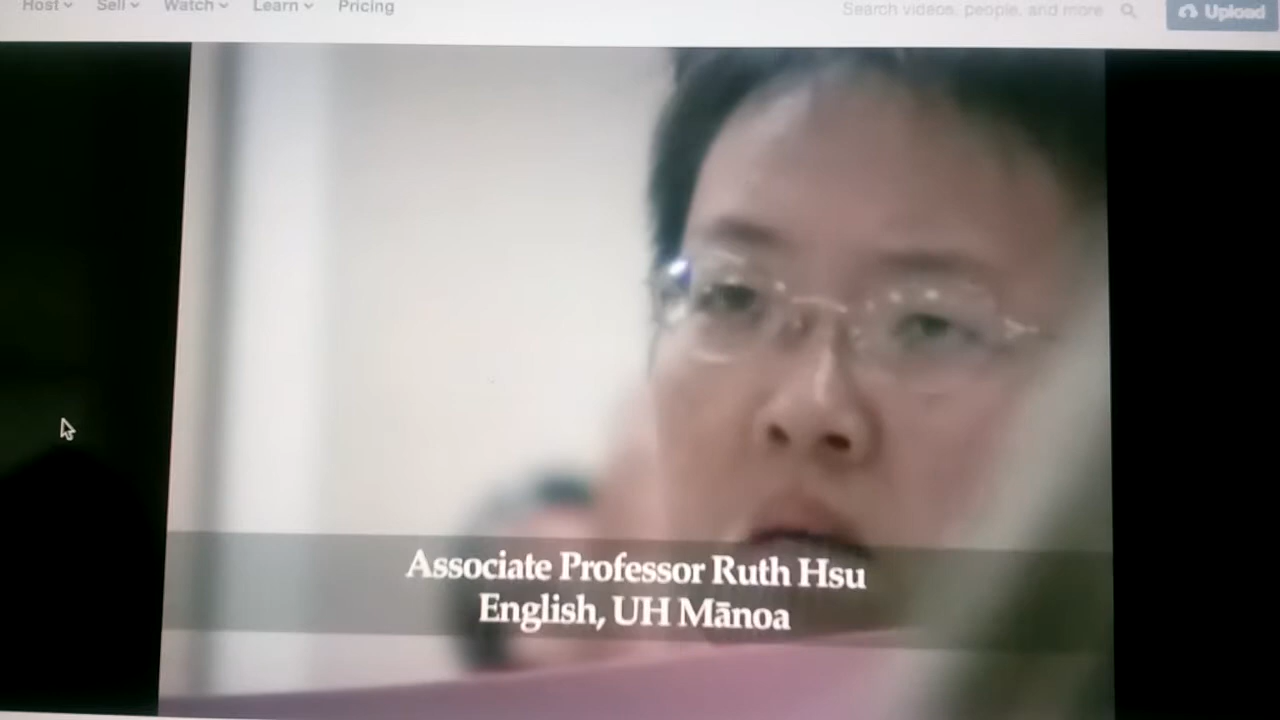 Host Sell Watch Learn Pricing
Search videos, people, and more
Upload
Associate Professor Ruth Hsu
English, UH Mānoa